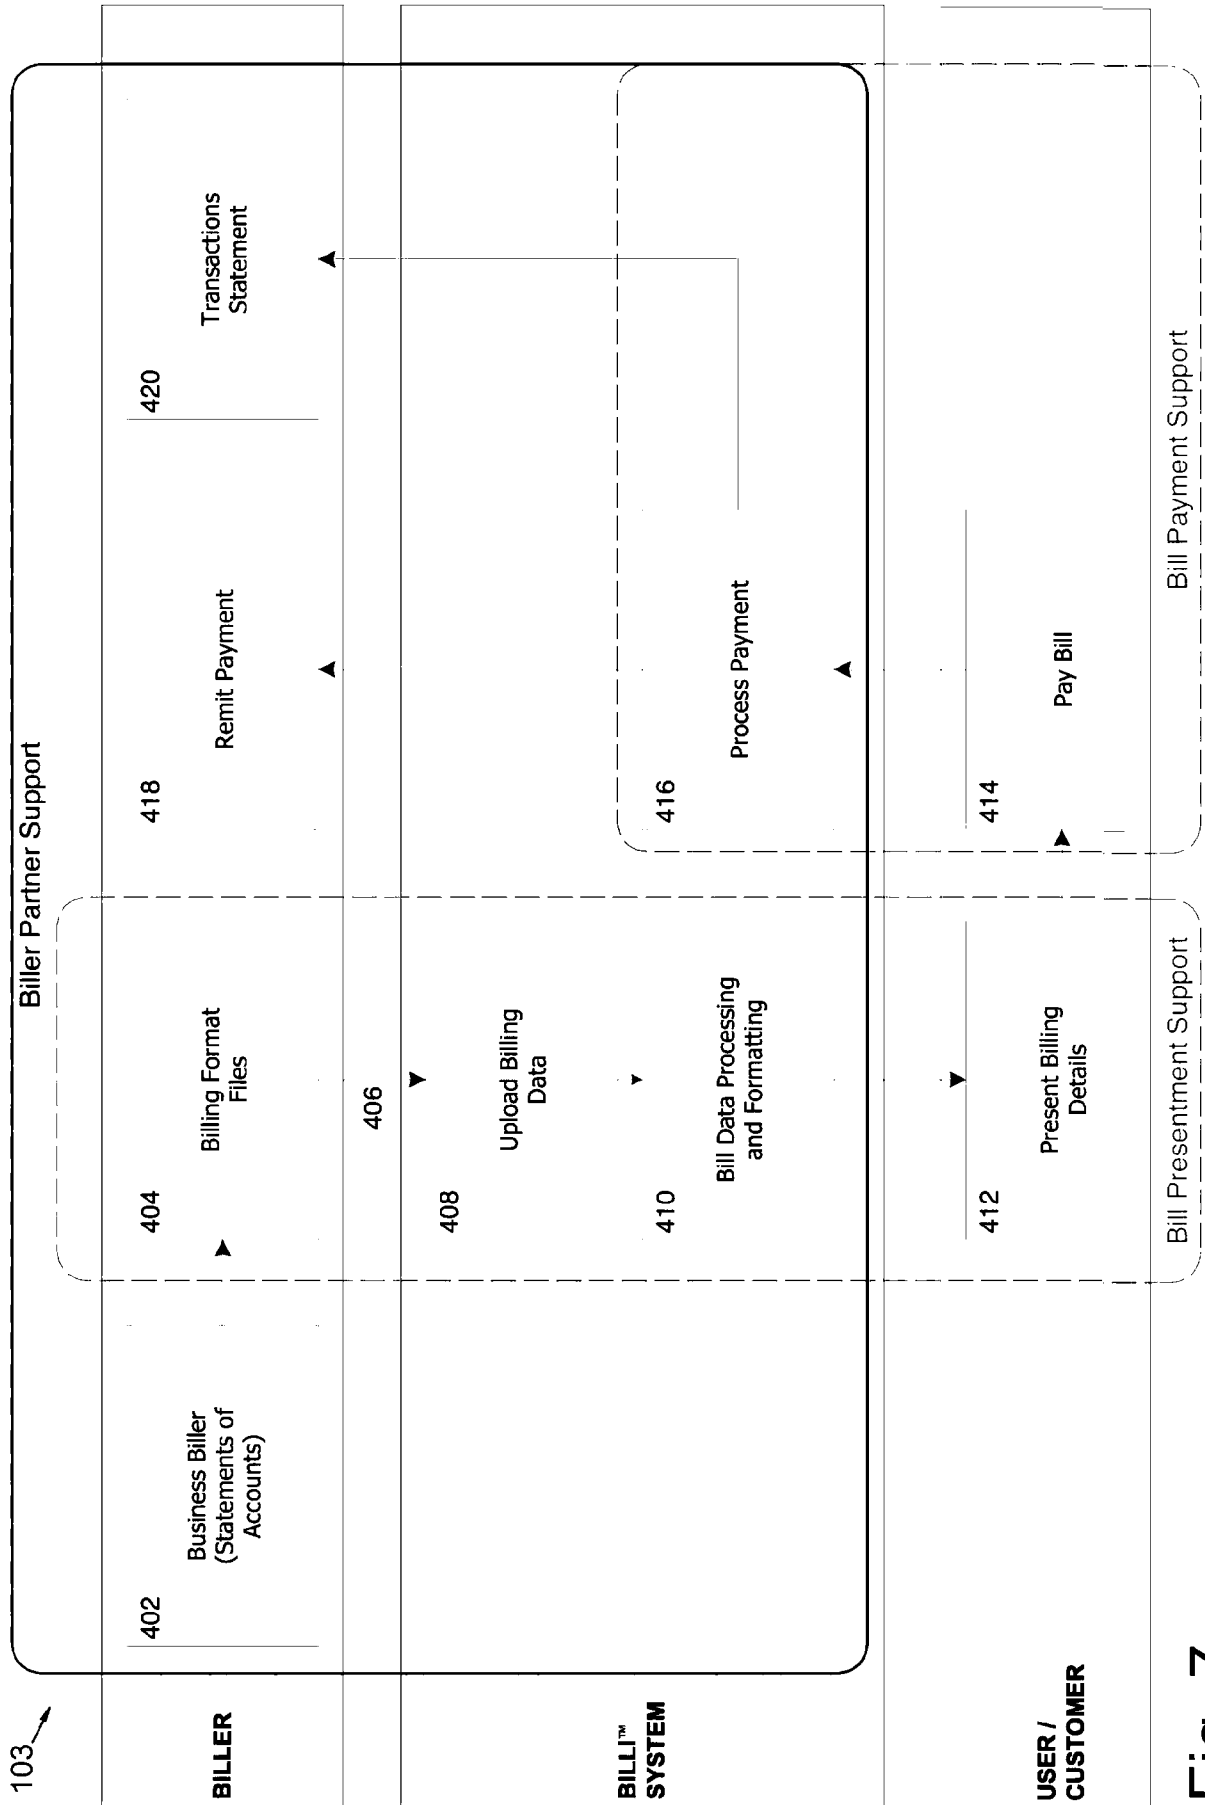 103
Biller Partner Support
BILLER
402
Business Biller
(Statements of
Accounts)
404
Billing Format
Files
418
Remit Payment
420
Transactions
Statement
406
BILLI™
SYSTEM
408
Upload Billing
Data
410
Bill Data Processing
and Formatting
416
Process Payment
USER /
CUSTOMER
412
Present Billing
Details
414
Pay Bill
Bill Presentment Support
Bill Payment Support